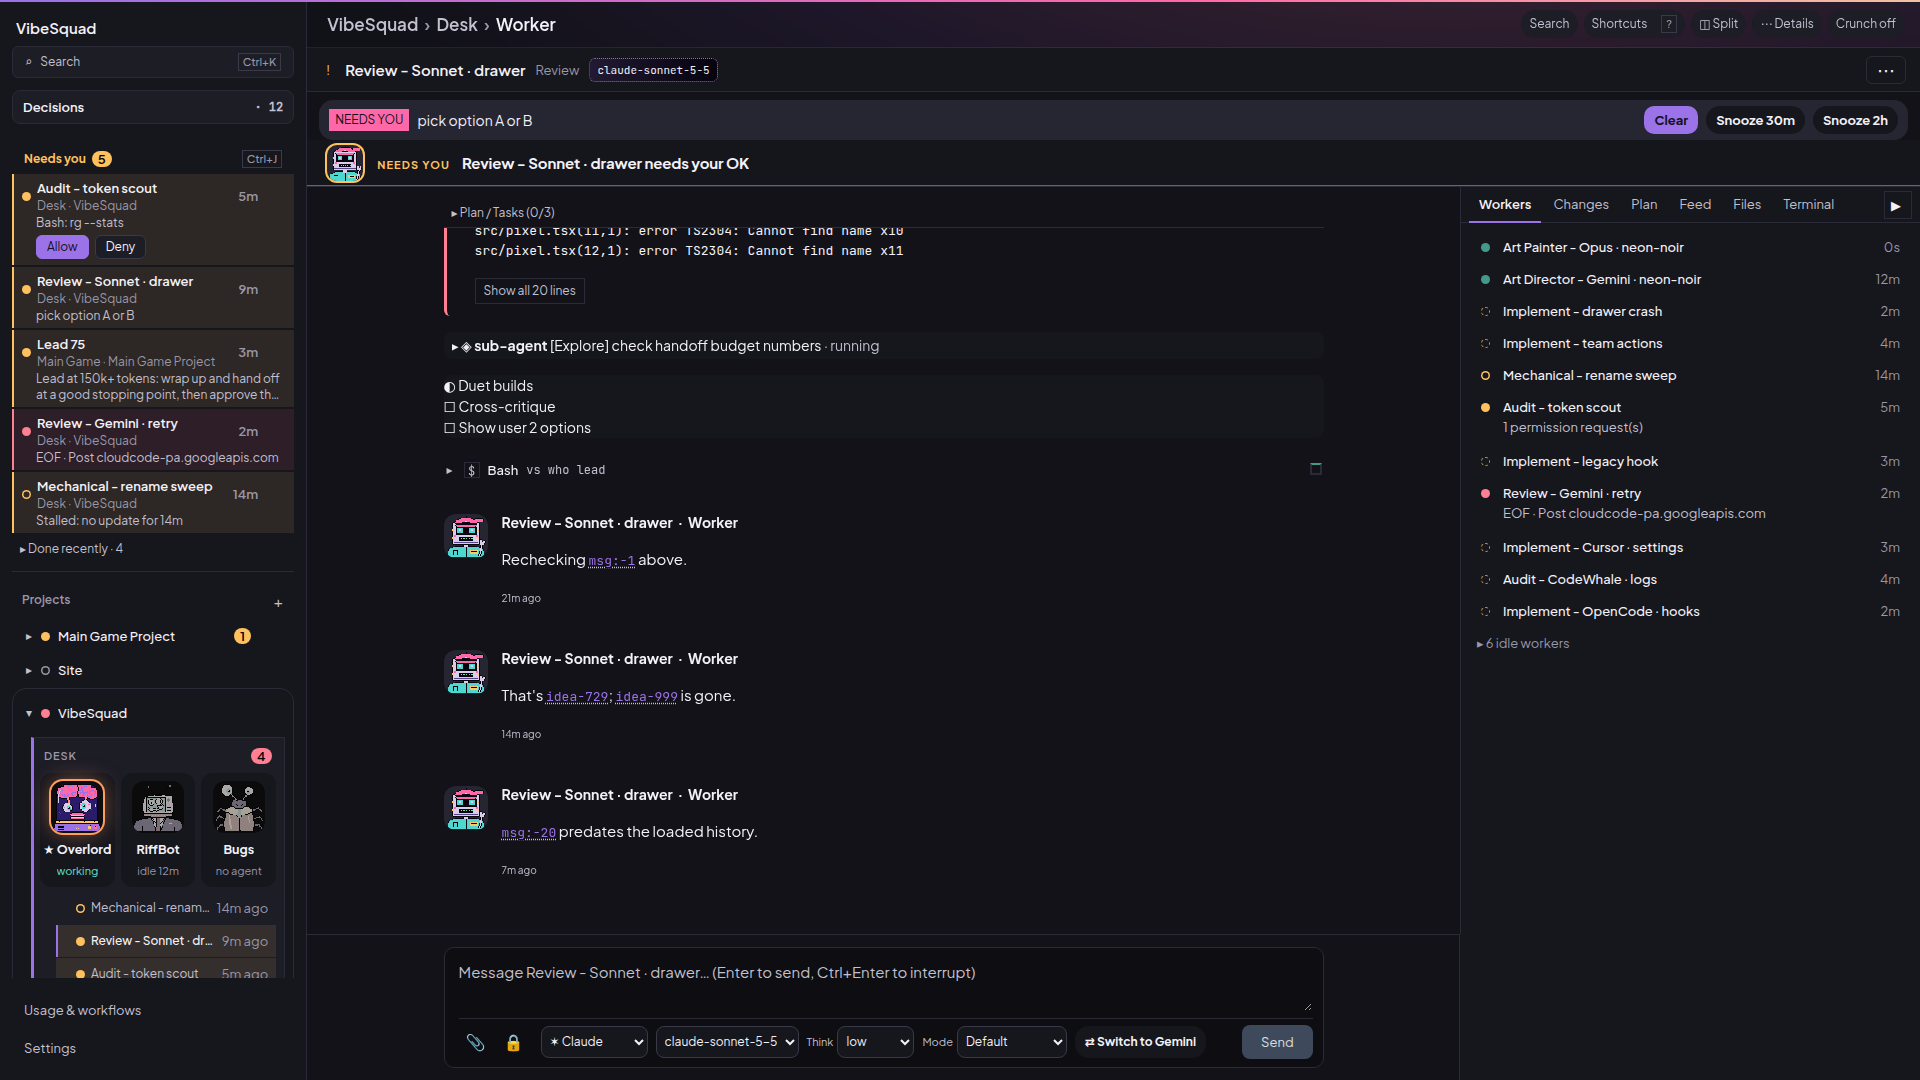 VibeSquad
Search Ctrl+K
Decisions · 12
Needs you 5 Ctrl+J
Audit – token scout 5m
Desk · VibeSquad
Bash: rg --stats
Allow Deny
Review – Sonnet · drawer 9m
Desk · VibeSquad
pick option A or B
Lead 75 3m
Main Game · Main Game Project
Lead at 150k+ tokens: wrap up and hand off
at a good stopping point, then approve th…
Review – Gemini · retry 2m
Desk · VibeSquad
EOF · Post cloudcode-pa.googleapis.com
Mechanical – rename sweep 14m
Desk · VibeSquad
Stalled: no update for 14m
▸ Done recently · 4
Projects +
▸ Main Game Project 1
▸ Site
▾ VibeSquad
DESK 4
★ Overlord RiffBot Bugs
working idle 12m no agent
Mechanical – renam… 14m ago
Review – Sonnet · dr… 9m ago
Audit – token scout 5m ago
Usage & workflows
Settings
VibeSquad › Desk › Worker
Search Shortcuts ? Split ⋯ Details Crunch off
! Review – Sonnet · drawer Review claude-sonnet-5-5 ⋯
NEEDS YOU pick option A or B Clear Snooze 30m Snooze 2h
NEEDS YOU Review – Sonnet · drawer needs your OK
▸ Plan / Tasks (0/3)
src/pixel.tsx(11,1): error TS2304: Cannot find name x10
src/pixel.tsx(12,1): error TS2304: Cannot find name x11
Show all 20 lines
▸ ◈ sub-agent [Explore] check handoff budget numbers · running
◐ Duet builds
☐ Cross-critique
☐ Show user 2 options
▸ $ Bash vs who lead
Review – Sonnet · drawer · Worker
Rechecking msg:-1 above.
21m ago
Review – Sonnet · drawer · Worker
That's idea-729; idea-999 is gone.
14m ago
Review – Sonnet · drawer · Worker
msg:-20 predates the loaded history.
7m ago
Message Review – Sonnet · drawer… (Enter to send, Ctrl+Enter to interrupt)
✶ Claude claude-sonnet-5-5 Think low Mode Default ⇄ Switch to Gemini Send
Workers Changes Plan Feed Files Terminal ▶
Art Painter – Opus · neon-noir 0s
Art Director – Gemini · neon-noir 12m
Implement – drawer crash 2m
Implement – team actions 4m
Mechanical – rename sweep 14m
Audit – token scout 5m
1 permission request(s)
Implement – legacy hook 3m
Review – Gemini · retry 2m
EOF · Post cloudcode-pa.googleapis.com
Implement – Cursor · settings 3m
Audit – CodeWhale · logs 4m
Implement – OpenCode · hooks 2m
▸ 6 idle workers